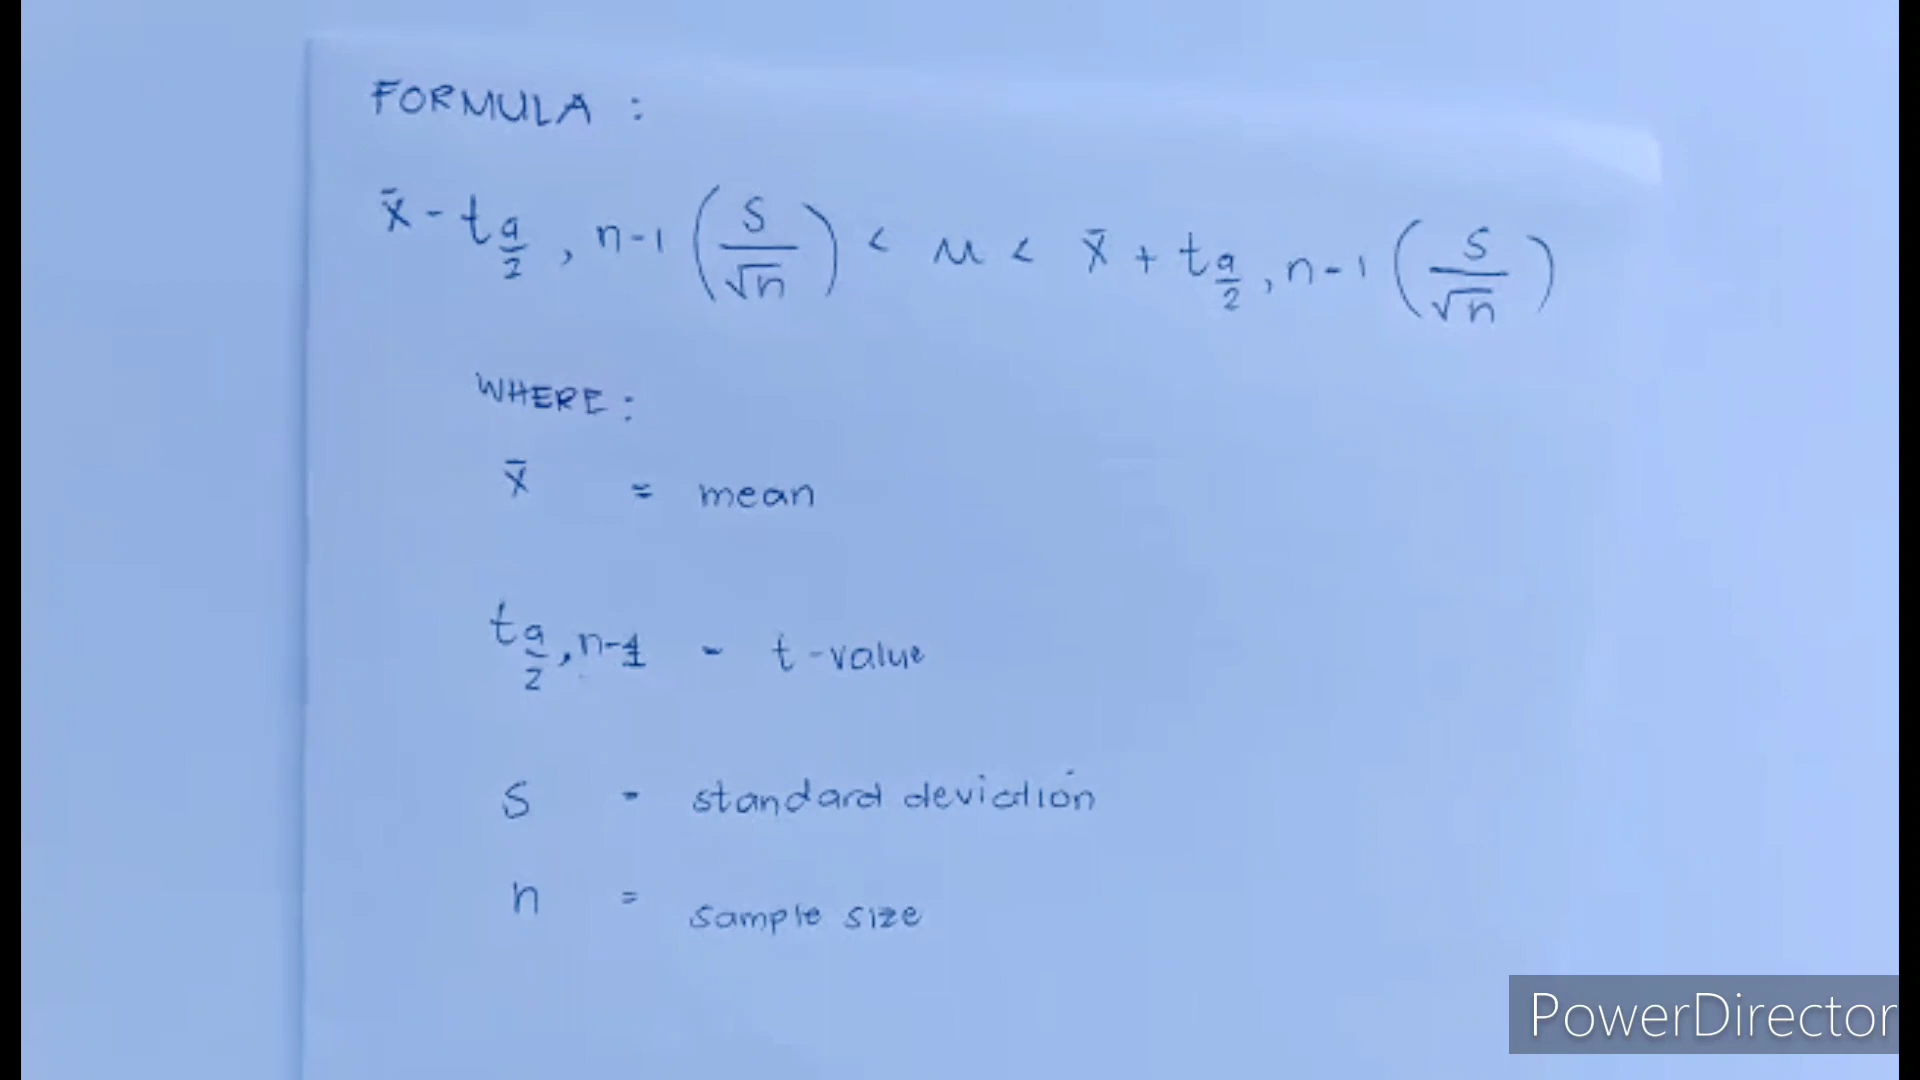 FORMULA :
x̄ - t a/2 , n-1 ( s / √n ) < μ < x̄ + t a/2 , n-1 ( s / √n )
WHERE :
x̄ = mean
t a/2 , n-1 - t-value
s - standard deviation
n = sample size
PowerDirector